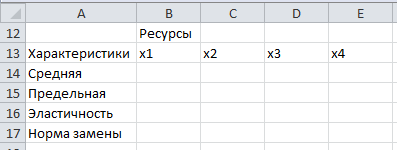 A B C D E
12 Ресурсы
13 Характеристики x1 x2 x3 x4
14 Средняя
15 Предельная
16 Эластичность
17 Норма замены